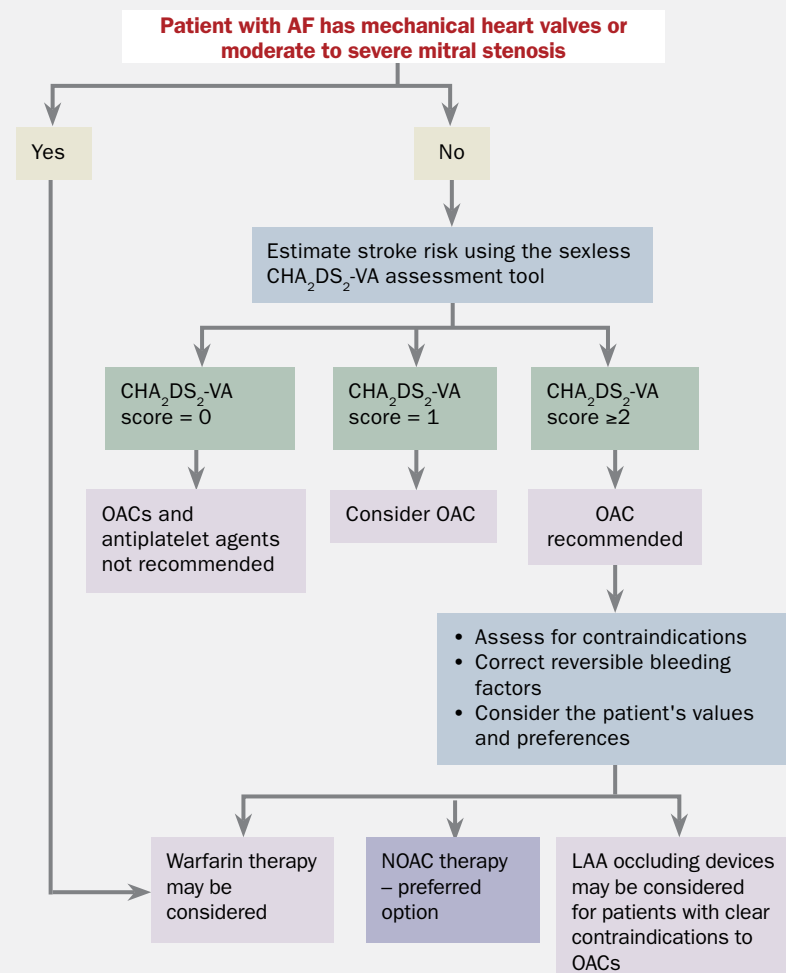 Patient with AF has mechanical heart valves or
moderate to severe mitral stenosis
Yes
No
Estimate stroke risk using the sexless
CHA₂DS₂-VA assessment tool
CHA₂DS₂-VA
score = 0
CHA₂DS₂-VA
score = 1
CHA₂DS₂-VA
score ≥2
OACs and
antiplatelet agents
not recommended
Consider OAC
OAC
recommended
• Assess for contraindications
• Correct reversible bleeding
factors
• Consider the patient's values
and preferences
Warfarin therapy
may be
considered
NOAC therapy
– preferred
option
LAA occluding devices
may be considered
for patients with clear
contraindications to
OACs